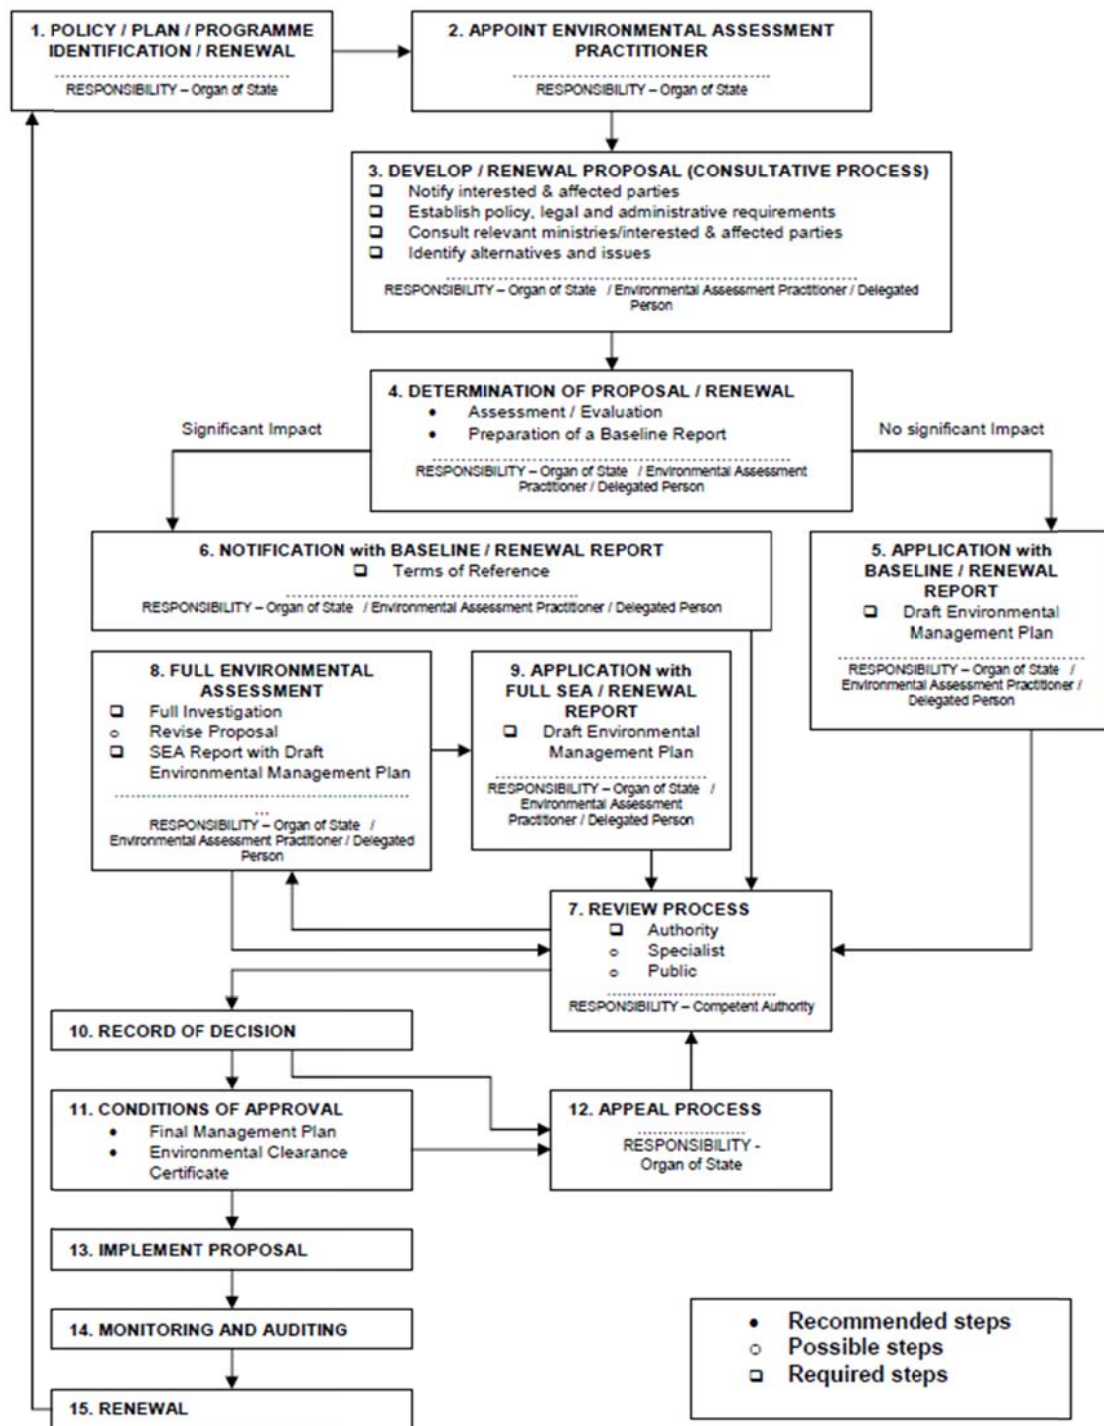 1. POLICY / PLAN / PROGRAMME
IDENTIFICATION / RENEWAL
RESPONSIBILITY – Organ of State
2. APPOINT ENVIRONMENTAL ASSESSMENT
PRACTITIONER
RESPONSIBILITY – Organ of State
3. DEVELOP / RENEWAL PROPOSAL (CONSULTATIVE PROCESS)
❑ Notify interested & affected parties
❑ Establish policy, legal and administrative requirements
❑ Consult relevant ministries/interested & affected parties
❑ Identify alternatives and issues
RESPONSIBILITY – Organ of State / Environmental Assessment Practitioner / Delegated
Person
4. DETERMINATION OF PROPOSAL / RENEWAL
• Assessment / Evaluation
• Preparation of a Baseline Report
RESPONSIBILITY – Organ of State / Environmental Assessment
Practitioner / Delegated Person
Significant Impact
No significant Impact
6. NOTIFICATION with BASELINE / RENEWAL REPORT
❑ Terms of Reference
RESPONSIBILITY – Organ of State / Environmental Assessment Practitioner / Delegated Person
5. APPLICATION with
BASELINE / RENEWAL
REPORT
❑ Draft Environmental
Management Plan
RESPONSIBILITY – Organ of State /
Environmental Assessment Practitioner /
Delegated Person
8. FULL ENVIRONMENTAL
ASSESSMENT
❑ Full Investigation
o Revise Proposal
❑ SEA Report with Draft
Environmental Management Plan
RESPONSIBILITY – Organ of State /
Environmental Assessment Practitioner / Delegated
Person
9. APPLICATION with
FULL SEA / RENEWAL
REPORT
❑ Draft Environmental
Management Plan
RESPONSIBILITY – Organ of State /
Environmental Assessment
Practitioner / Delegated Person
7. REVIEW PROCESS
❑ Authority
o Specialist
o Public
RESPONSIBILITY – Competent Authority
10. RECORD OF DECISION
11. CONDITIONS OF APPROVAL
• Final Management Plan
• Environmental Clearance
Certificate
12. APPEAL PROCESS
RESPONSIBILITY -
Organ of State
13. IMPLEMENT PROPOSAL
14. MONITORING AND AUDITING
15. RENEWAL
• Recommended steps
o Possible steps
❑ Required steps